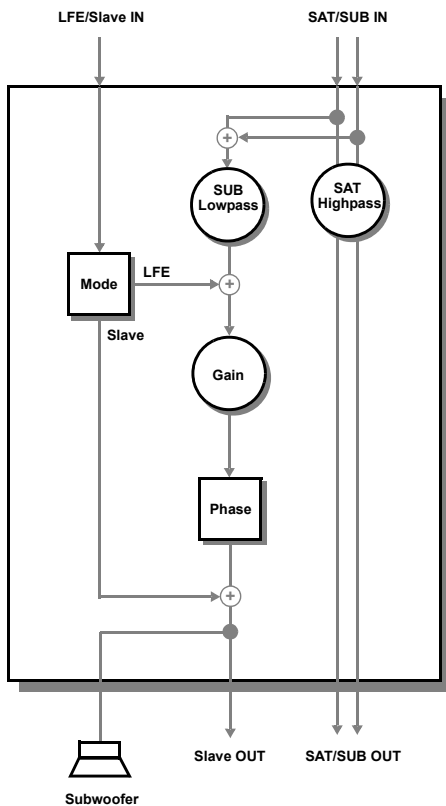 LFE/Slave IN
SAT/SUB IN
+
SUB
Lowpass
SAT
Highpass
Mode
LFE
+
Slave
Gain
Phase
+
Slave OUT
SAT/SUB OUT
Subwoofer